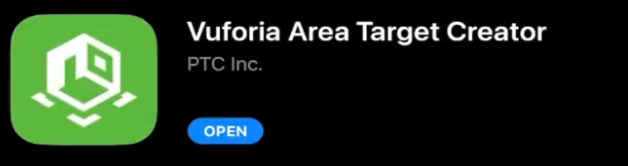 Vuforia Area Target Creator
PTC Inc.
OPEN